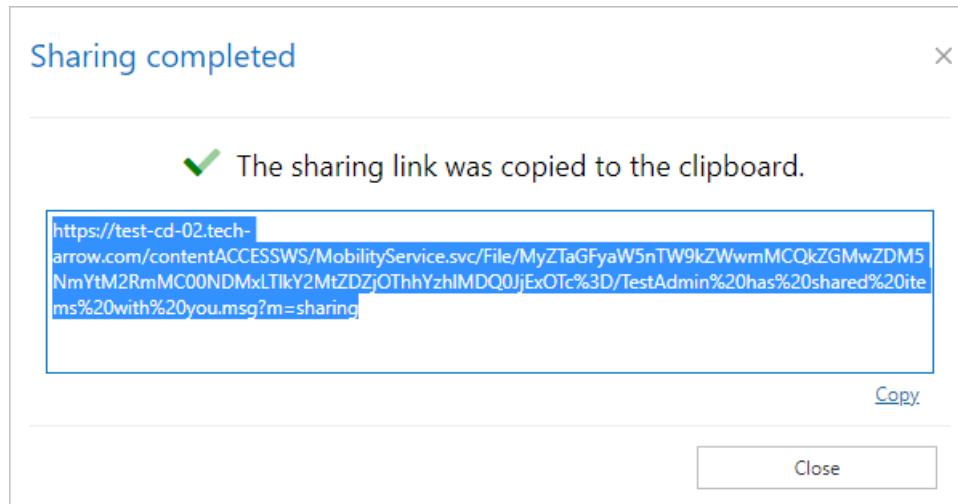 Sharing completed
The sharing link was copied to the clipboard.
https://test-cd-02.tech-
arrow.com/contentACCESSWS/MobilityService.svc/File/MyZTaGFyaW5nTW9kZWwmMCQkZGMwZDM5
NmYtM2RmMC00NDMxLTlkY2MtZDZjOThhYzhlMDQ0JjExOTc%3D/TestAdmin%20has%20shared%20ite
ms%20with%20you.msg?m=sharing
Copy
Close